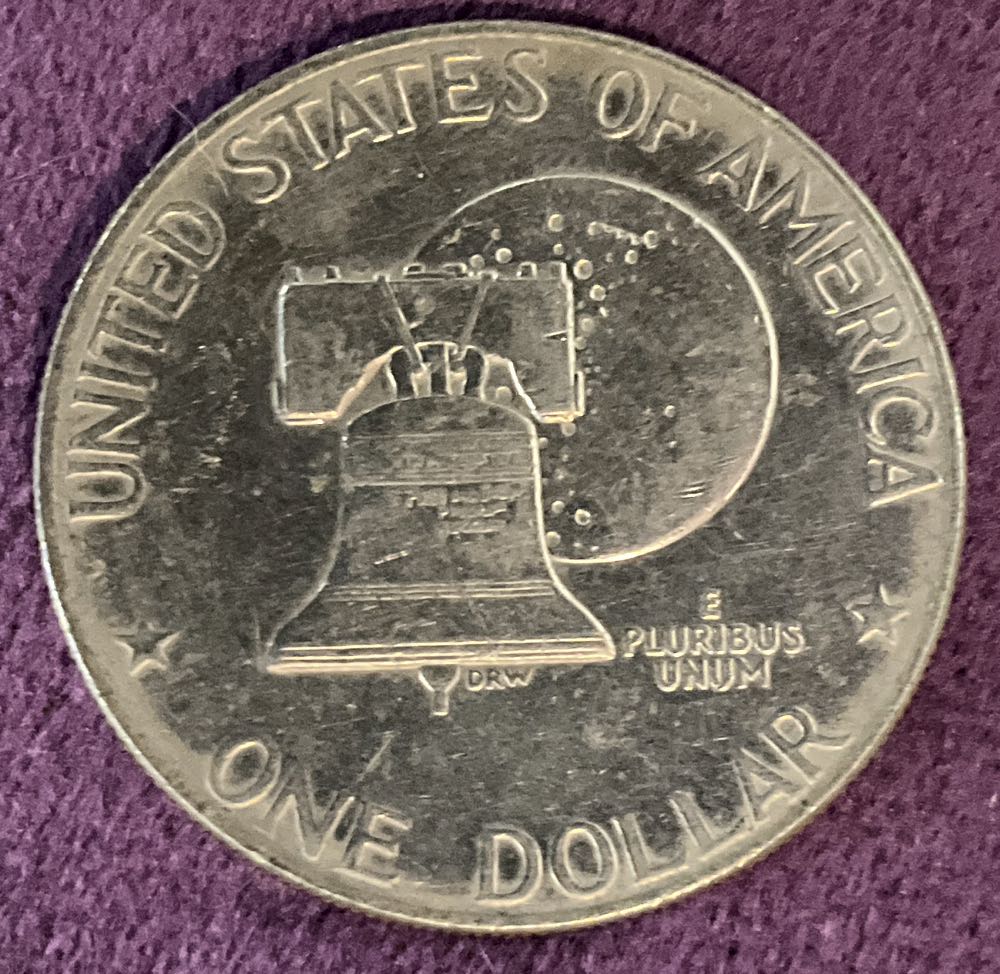 UNITED STATES OF AMERICA
E
PLURIBUS
UNUM
DRW
ONE DOLLAR